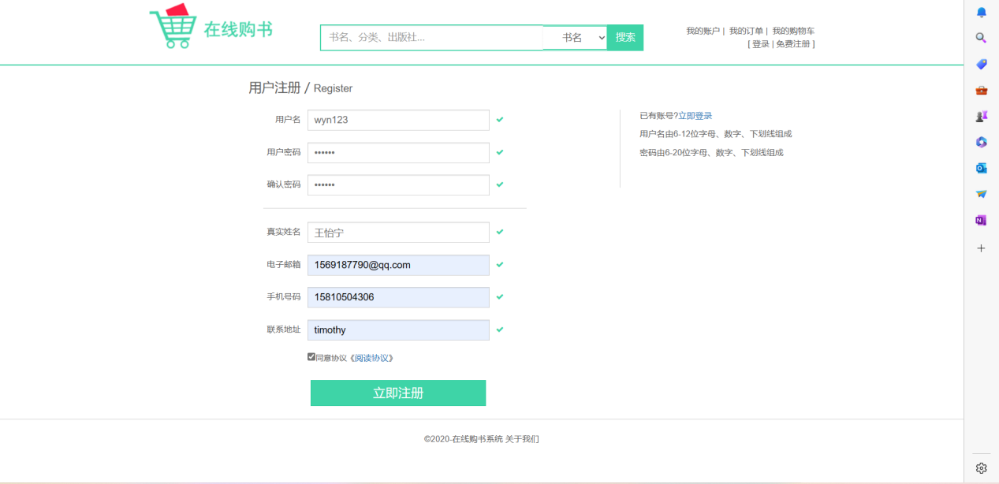 在线购书
书名、分类、出版社...
书名
搜索
我的账户 | 我的订单 | 我的购物车
[ 登录 | 免费注册 ]
用户注册 / Register
用户名 wyn123
用户密码 ••••••
确认密码 ••••••
真实姓名 王怡宁
电子邮箱 1569187790@qq.com
手机号码 15810504306
联系地址 timothy
同意协议《阅读协议》
立即注册
已有账号?立即登录
用户名由6-12位字母、数字、下划线组成
密码由6-20位字母、数字、下划线组成
©2020-在线购书系统 关于我们